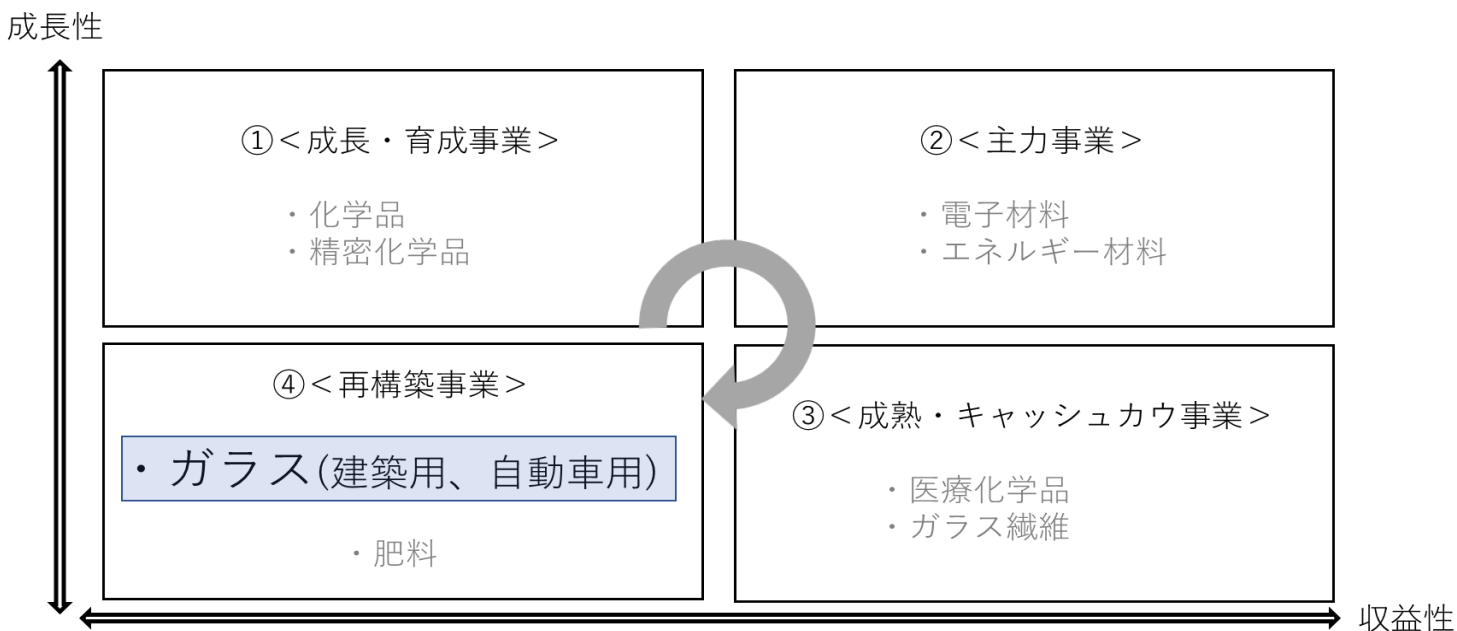 成長性
①＜成長・育成事業＞
・化学品
・精密化学品
②＜主力事業＞
・電子材料
・エネルギー材料
④＜再構築事業＞
・ガラス(建築用、自動車用)
・肥料
③＜成熟・キャッシュカウ事業＞
・医療化学品
・ガラス繊維
収益性